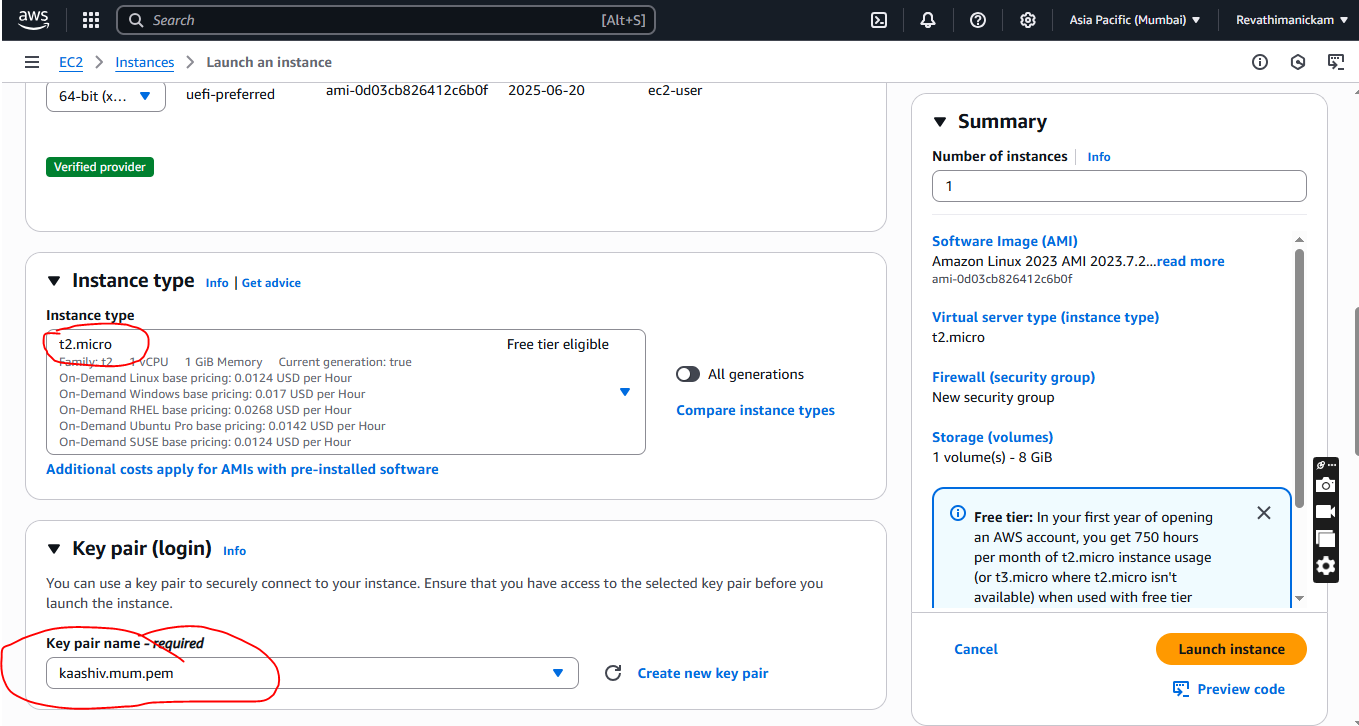 aws
Search [Alt+S]
Asia Pacific (Mumbai) Revathimanickam
EC2 Instances Launch an instance
64-bit (x... uefi-preferred ami-0d03cb826412c6b0f 2025-06-20 ec2-user
Verified provider
Instance type Info | Get advice
Instance type
t2.micro Free tier eligible
Family: t2 1 vCPU 1 GiB Memory Current generation: true
On-Demand Linux base pricing: 0.0124 USD per Hour
On-Demand Windows base pricing: 0.017 USD per Hour
On-Demand RHEL base pricing: 0.0268 USD per Hour
On-Demand Ubuntu Pro base pricing: 0.0142 USD per Hour
On-Demand SUSE base pricing: 0.0124 USD per Hour
All generations
Compare instance types
Additional costs apply for AMIs with pre-installed software
Key pair (login) Info
You can use a key pair to securely connect to your instance. Ensure that you have access to the selected key pair before you
launch the instance.
Key pair name - required
kaashiv.mum.pem
Create new key pair
Summary
Number of instances Info
1
Software Image (AMI)
Amazon Linux 2023 AMI 2023.7.2...read more
ami-0d03cb826412c6b0f
Virtual server type (instance type)
t2.micro
Firewall (security group)
New security group
Storage (volumes)
1 volume(s) - 8 GiB
Free tier: In your first year of opening
an AWS account, you get 750 hours
per month of t2.micro instance usage
(or t3.micro where t2.micro isn't
available) when used with free tier
Cancel
Launch instance
Preview code